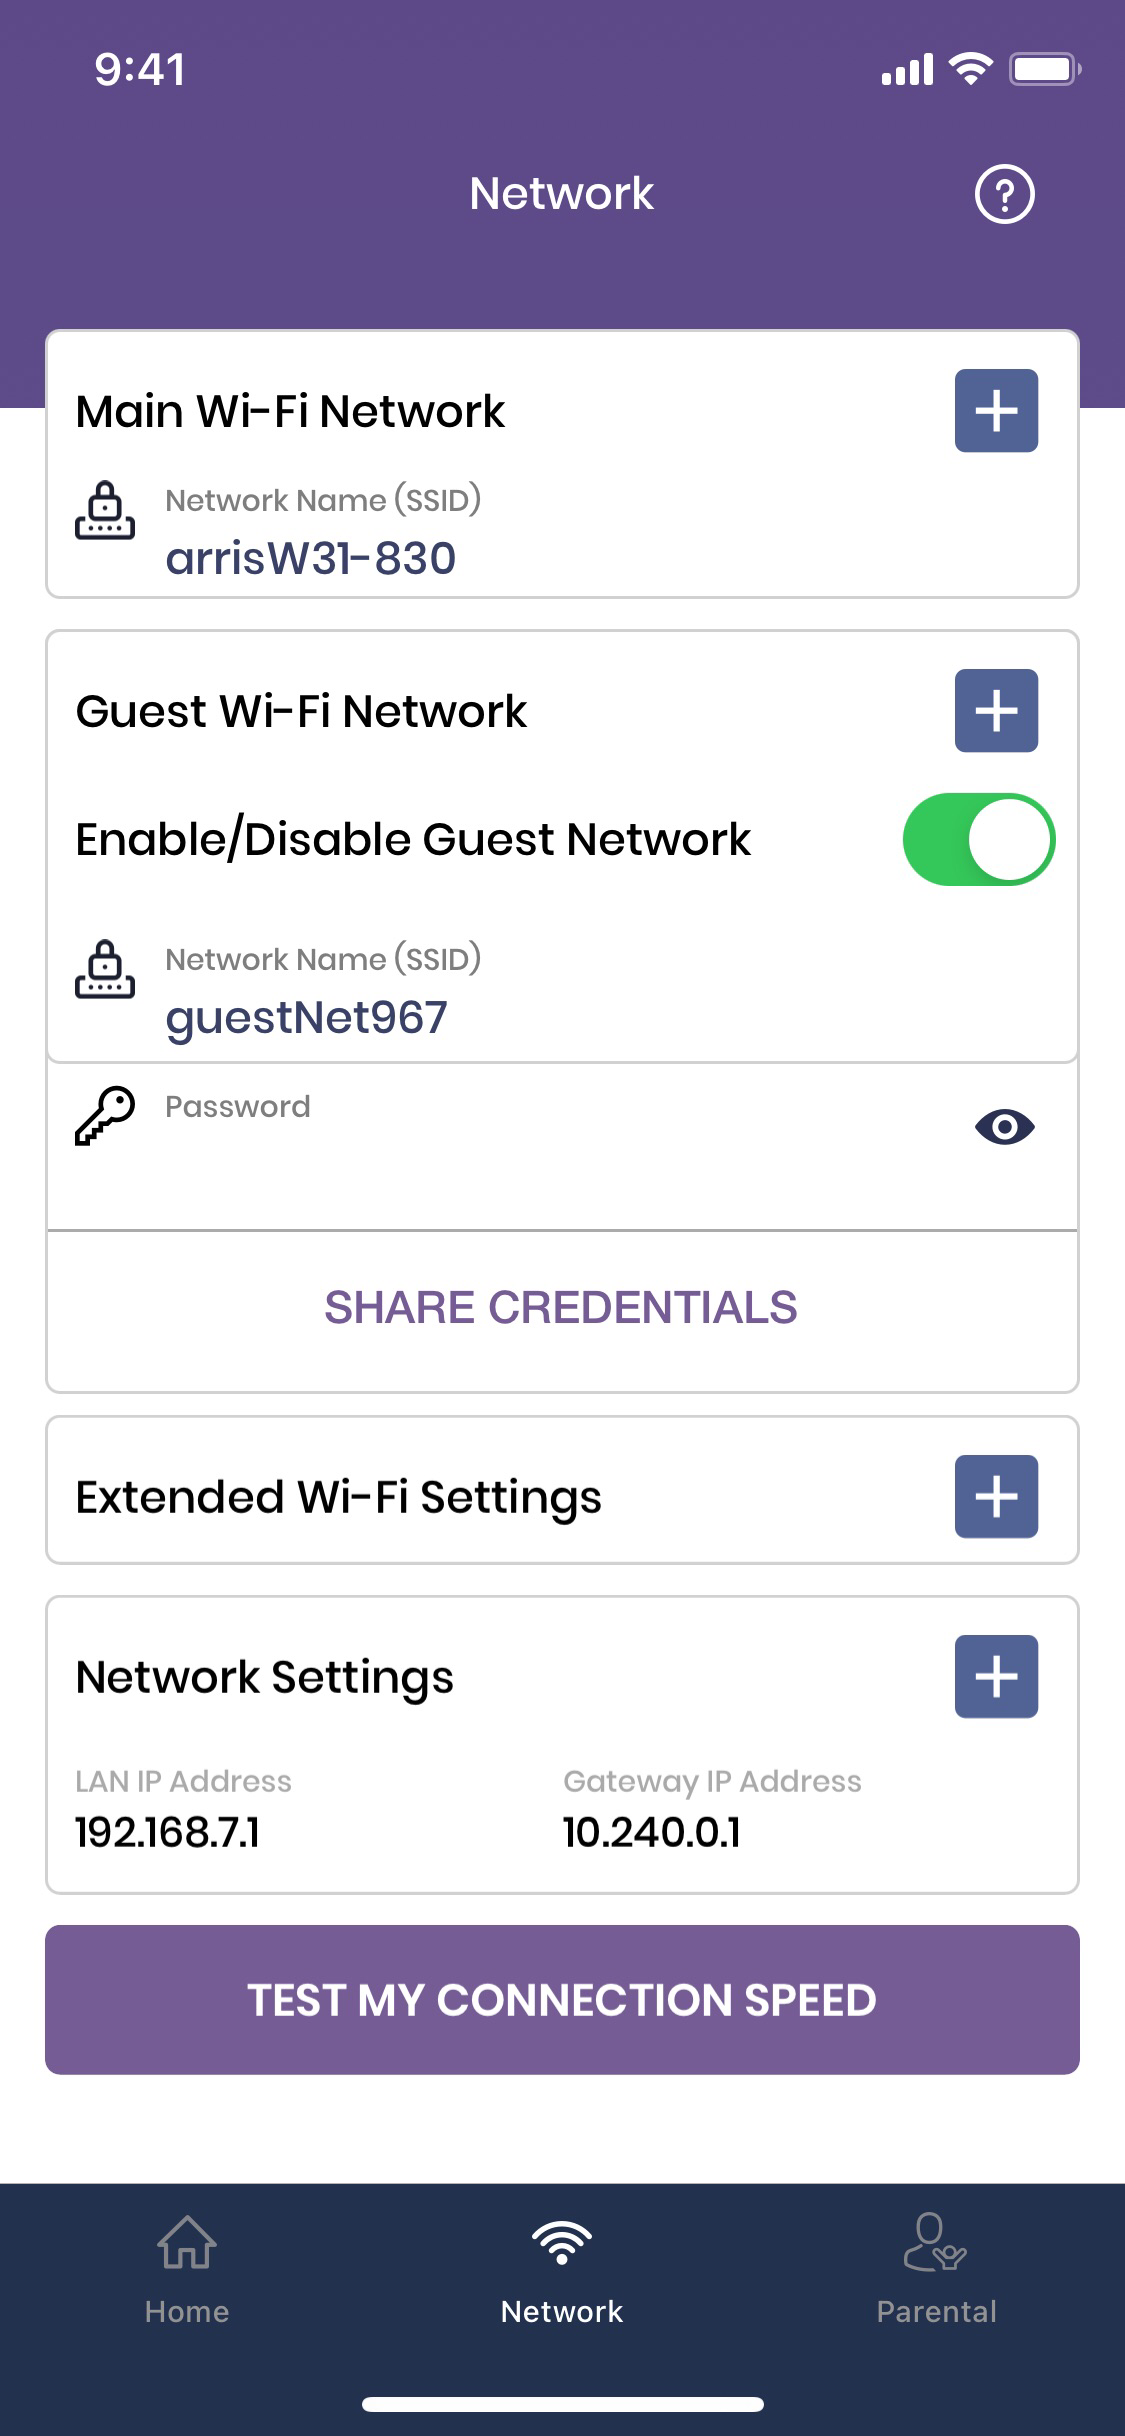 9:41
Network
Main Wi-Fi Network
Network Name (SSID)
arrisW31-830
Guest Wi-Fi Network
Enable/Disable Guest Network
Network Name (SSID)
guestNet967
Password
SHARE CREDENTIALS
Extended Wi-Fi Settings
Network Settings
LAN IP Address Gateway IP Address
192.168.7.1 10.240.0.1
TEST MY CONNECTION SPEED
Home Network Parental